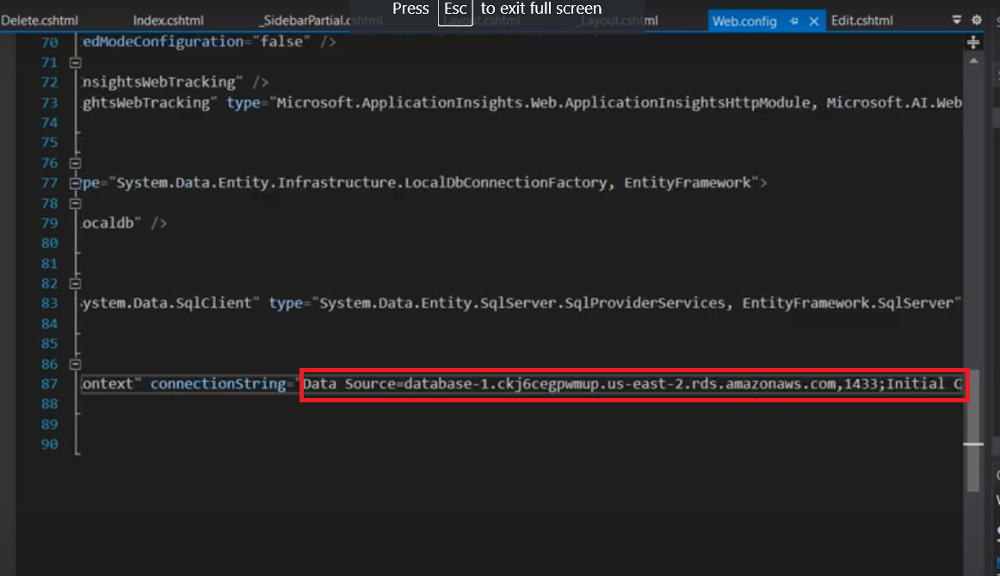 Press Esc to exit full screen
Delete.cshtml Index.cshtml _SidebarPartial.cshtml _Layout.cshtml _Layout.cshtml Web.config Edit.cshtml
70 edModeConfiguration="false" />
71
72 nsightsWebTracking" />
73 ghtsWebTracking" type="Microsoft.ApplicationInsights.Web.ApplicationInsightsHttpModule, Microsoft.AI.Web
74
75
76
77 ype="System.Data.Entity.Infrastructure.LocalDbConnectionFactory, EntityFramework">
78
79 ocaldb" />
80
81
82
83 ystem.Data.SqlClient" type="System.Data.Entity.SqlServer.SqlProviderServices, EntityFramework.SqlServer"
84
85
86
87 ontext" connectionString="Data Source=database-1.ckj6cegpwmup.us-east-2.rds.amazonaws.com,1433;Initial C
88
89
90